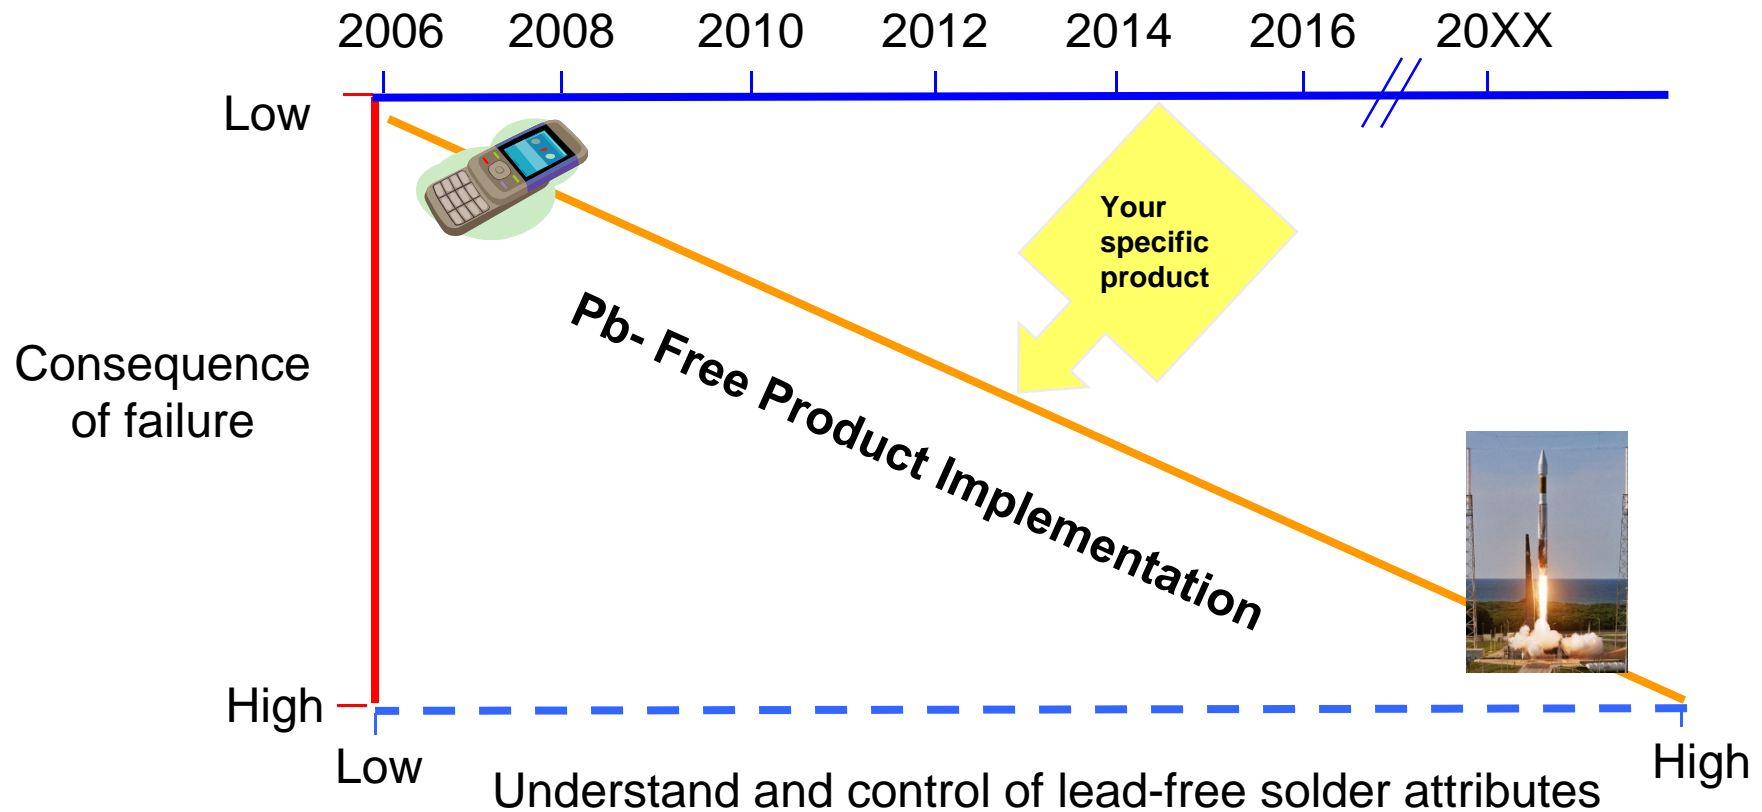 2006 2008 2010 2012 2014 2016 20XX
Low
Your
specific
product
Pb- Free Product Implementation
Consequence
of failure
High
Low
High
Understand and control of lead-free solder attributes